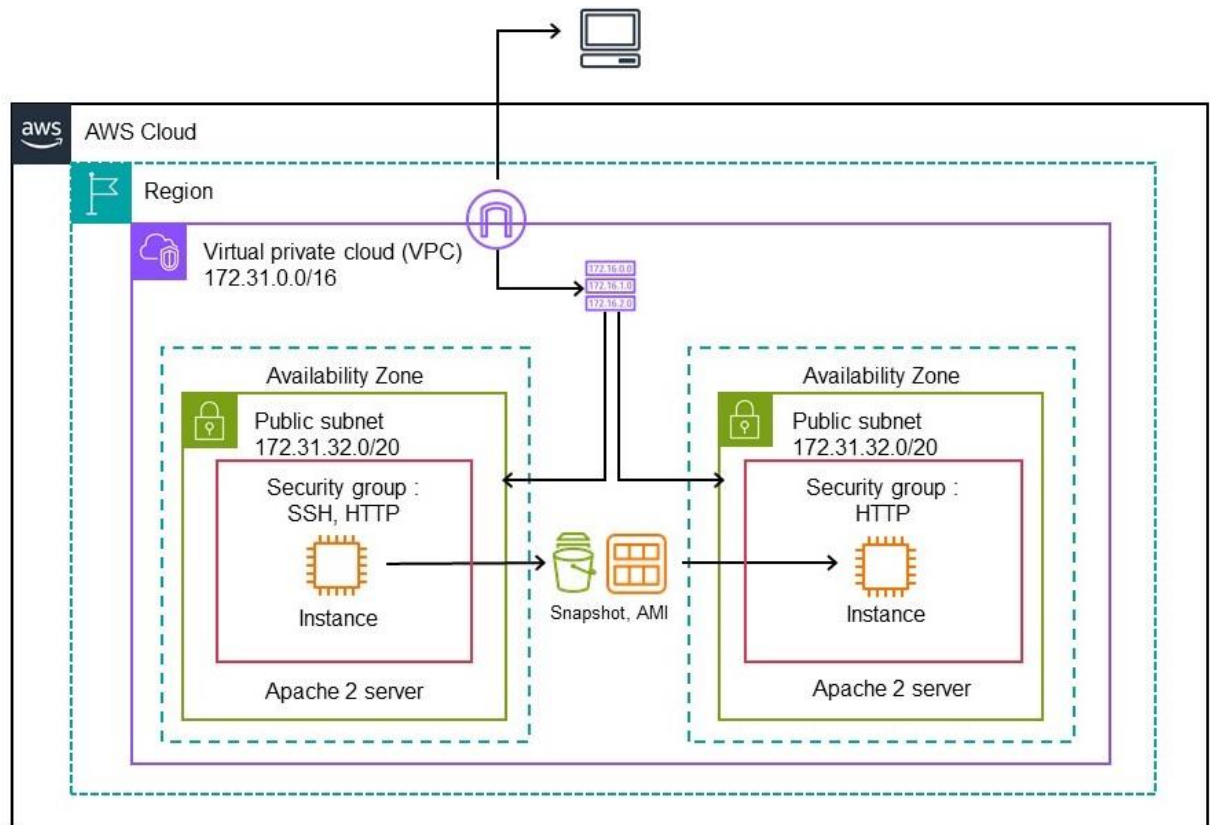 aws
AWS Cloud
Region
Virtual private cloud (VPC)
172.31.0.0/16
172.16.0.0
172.16.1.0
172.16.2.0
Availability Zone
Public subnet
172.31.32.0/20
Security group :
SSH, HTTP
Instance
Apache 2 server
Snapshot, AMI
Availability Zone
Public subnet
172.31.32.0/20
Security group :
HTTP
Instance
Apache 2 server